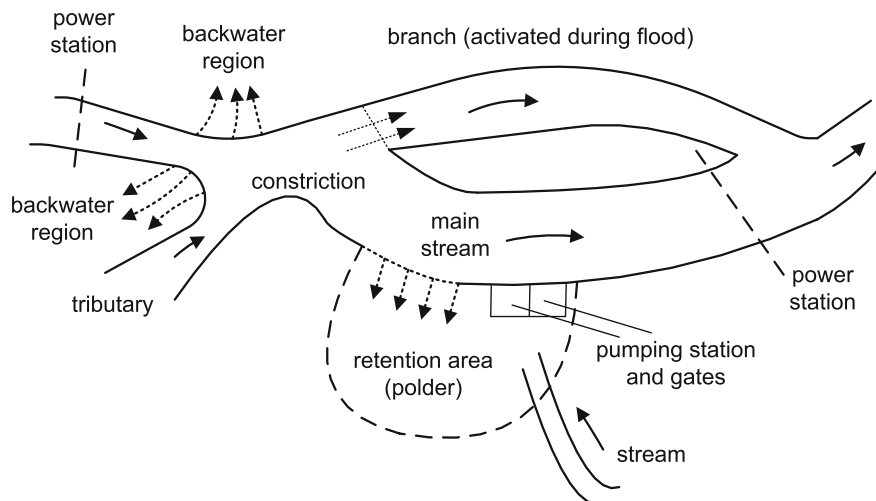 power
station
backwater
region
branch (activated during flood)
constriction
backwater
region
main
stream
tributary
power
station
retention area
(polder)
pumping station
and gates
stream